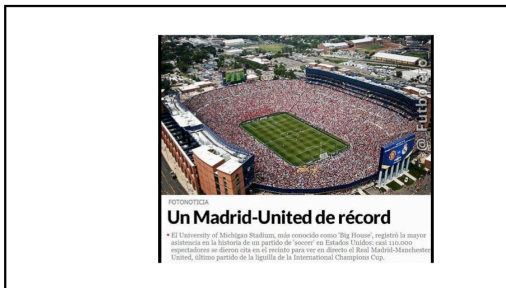 @Futbolejo
FOTONOTICIA
Un Madrid-United de récord
• El University of Michigan Stadium, más conocido como 'Big House', registró la mayor
asistencia en la historia de un partido de 'soccer' en Estados Unidos: casi 110.000
espectadores se dieron cita en el recinto para ver en directo el Real Madrid-Manchester
United, último partido de la liguilla de la International Champions Cup.